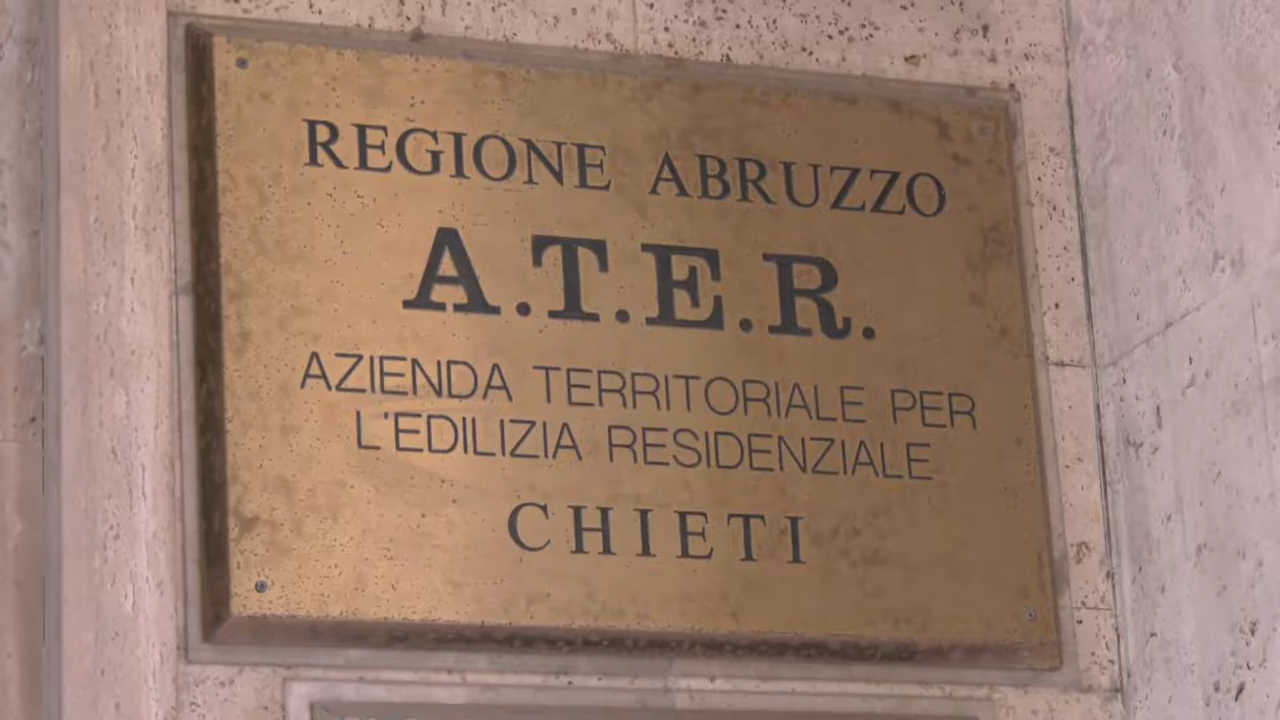 REGIONE ABRUZZO
A.T.E.R.
AZIENDA TERRITORIALE PER
L'EDILIZIA RESIDENZIALE
CHIETI